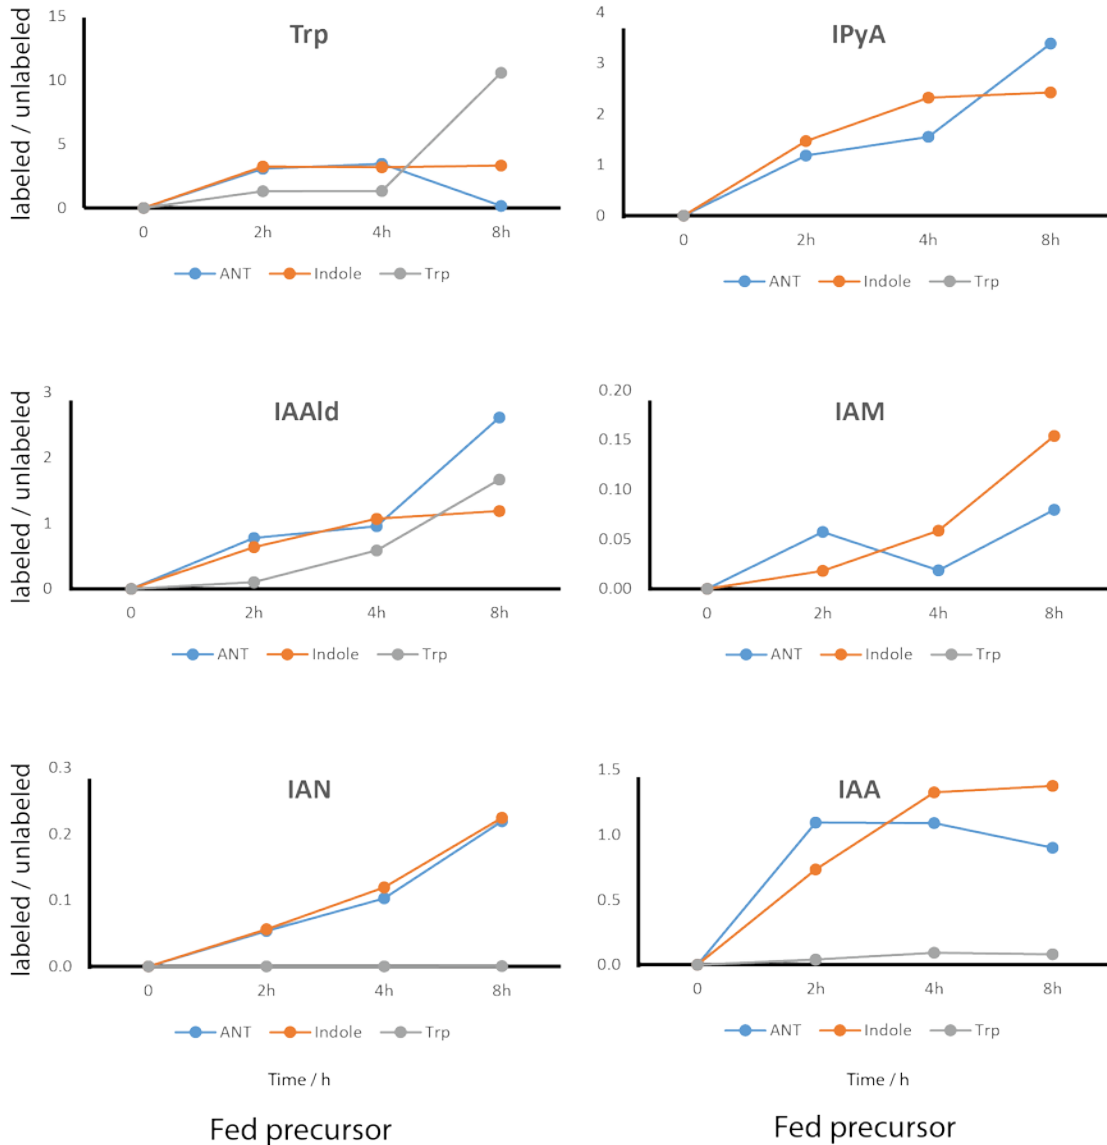 Trp
labeled / unlabeled
15
10
5
0
0 2h 4h 8h
ANT Indole Trp
IPyA
4
3
2
1
0
0 2h 4h 8h
ANT Indole Trp
IAAld
labeled / unlabeled
3
2
1
0
0 2h 4h 8h
ANT Indole Trp
IAM
0.20
0.15
0.10
0.05
0.00
0 2h 4h 8h
ANT Indole Trp
IAN
labeled / unlabeled
0.3
0.2
0.1
0.0
0 2h 4h 8h
ANT Indole Trp
Time / h
Fed precursor
IAA
1.5
1.0
0.5
0.0
0 2h 4h 8h
ANT Indole Trp
Time / h
Fed precursor